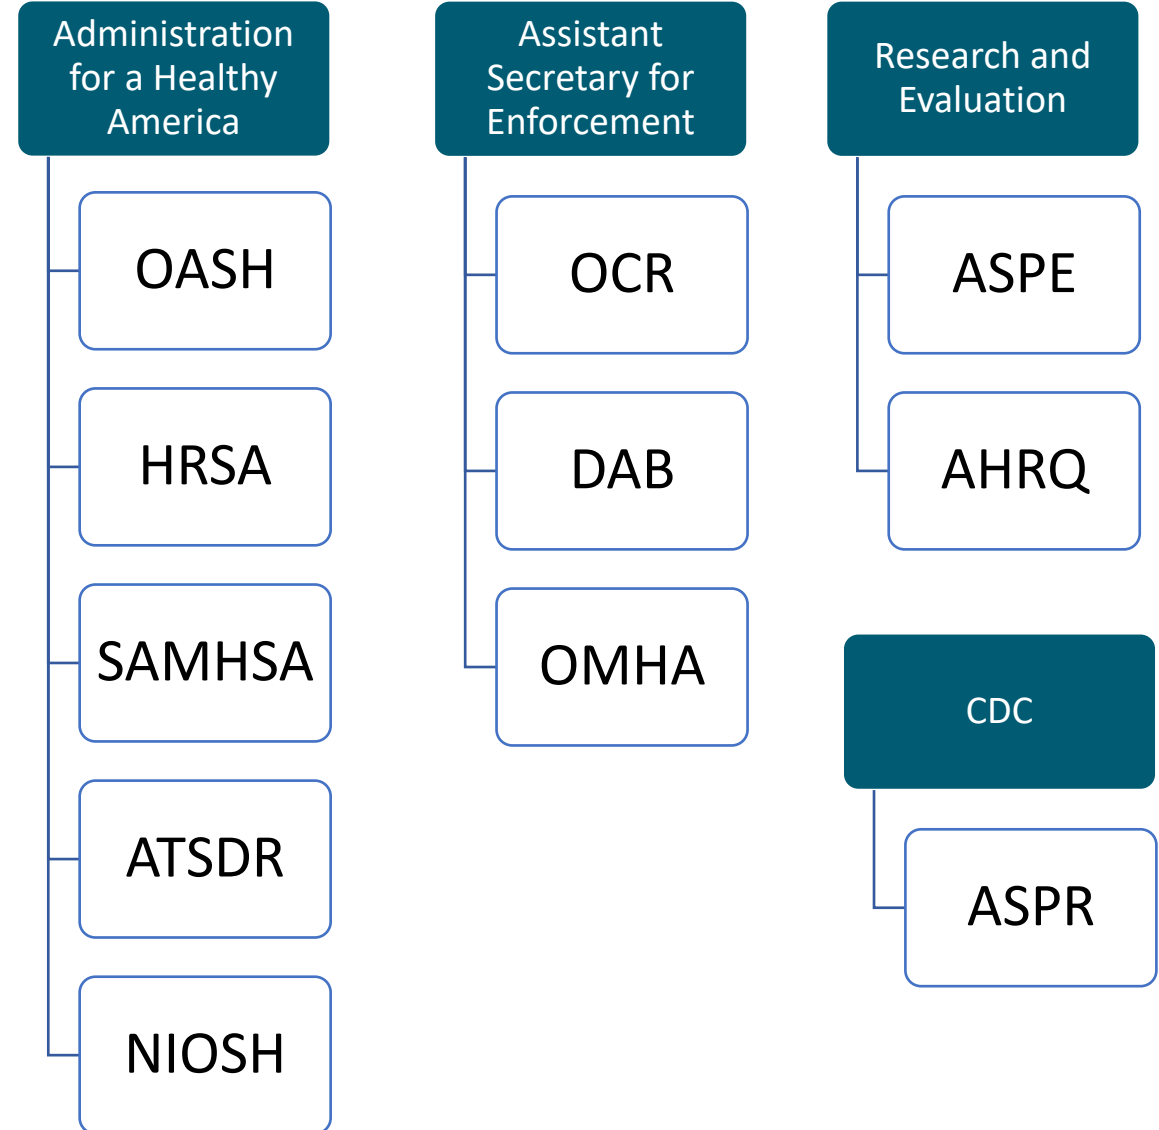 Administration
for a Healthy
America
OASH
HRSA
SAMHSA
ATSDR
NIOSH
Assistant
Secretary for
Enforcement
OCR
DAB
OMHA
Research and
Evaluation
ASPE
AHRQ
CDC
ASPR